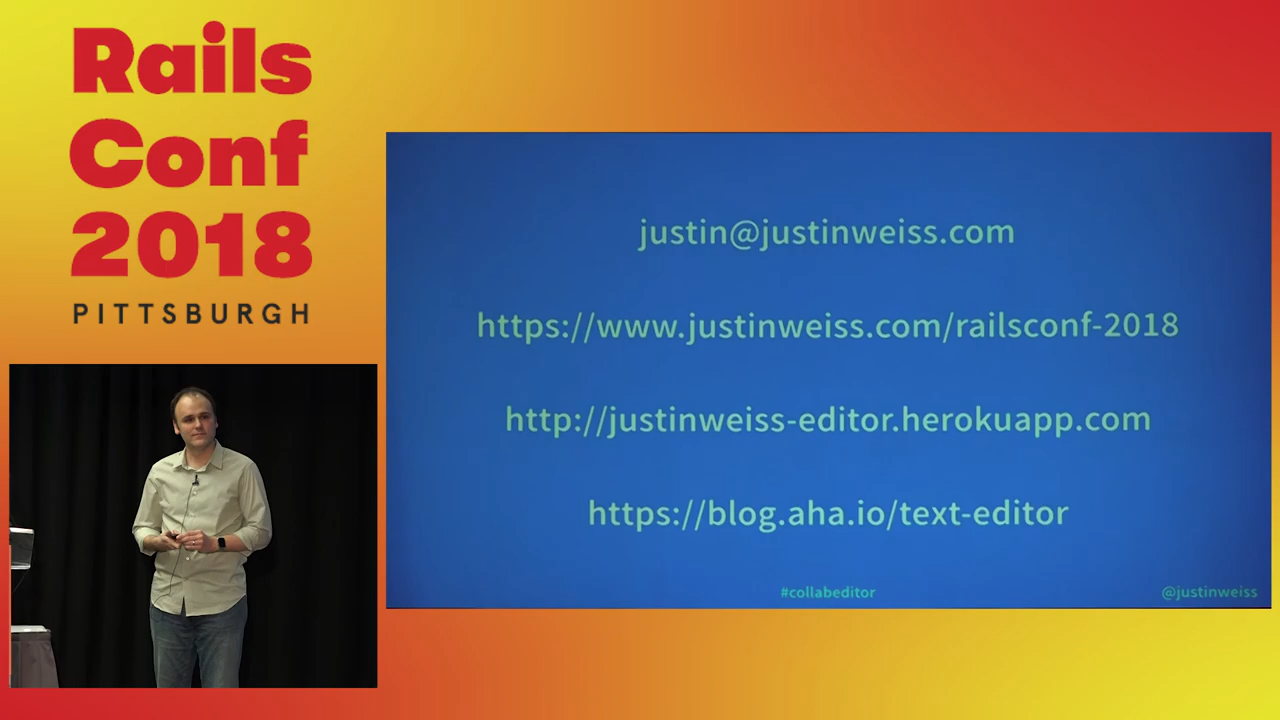 Rails
Conf
2018
PITTSBURGH
justin@justinweiss.com
https://www.justinweiss.com/railsconf-2018
http://justinweiss-editor.herokuapp.com
https://blog.aha.io/text-editor
#collabeditor
@justinweiss